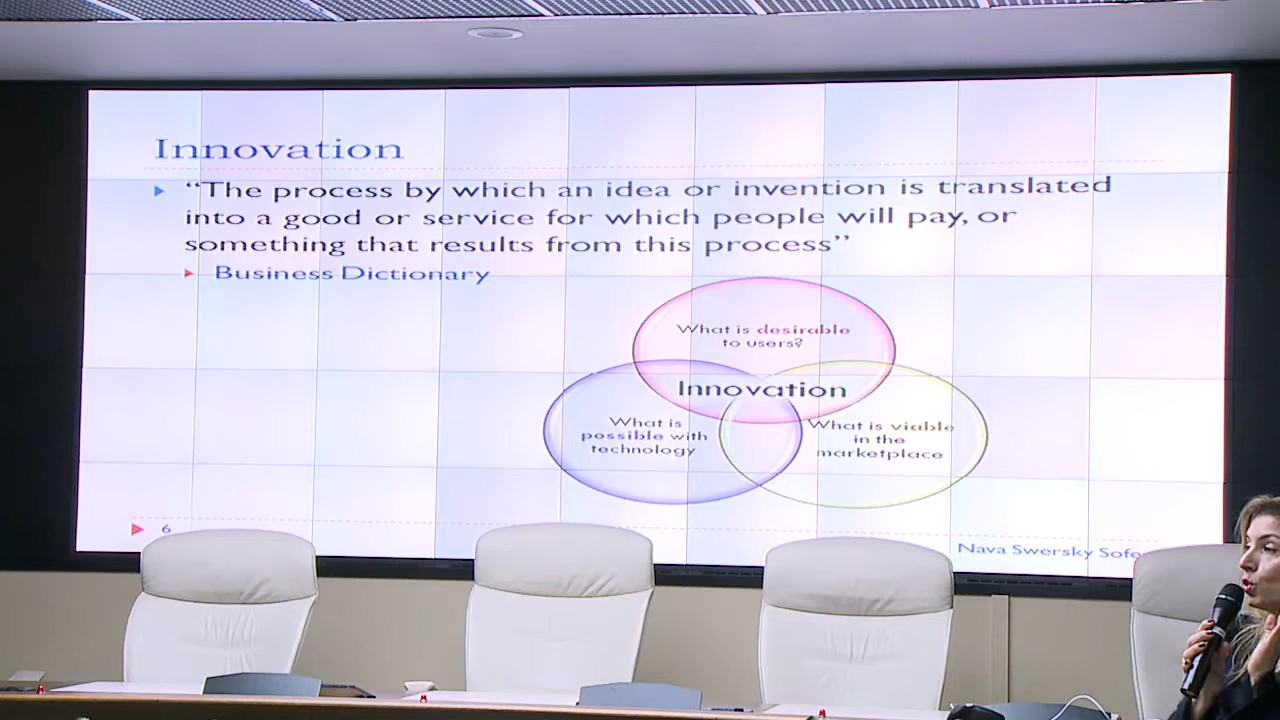 Innovation
“The process by which an idea or invention is translated
into a good or service for which people will pay, or
something that results from this process”
Business Dictionary
What is desirable
to users?
Innovation
What is
possible with
technology
What is viable
in the
marketplace
6
Nava Swersky